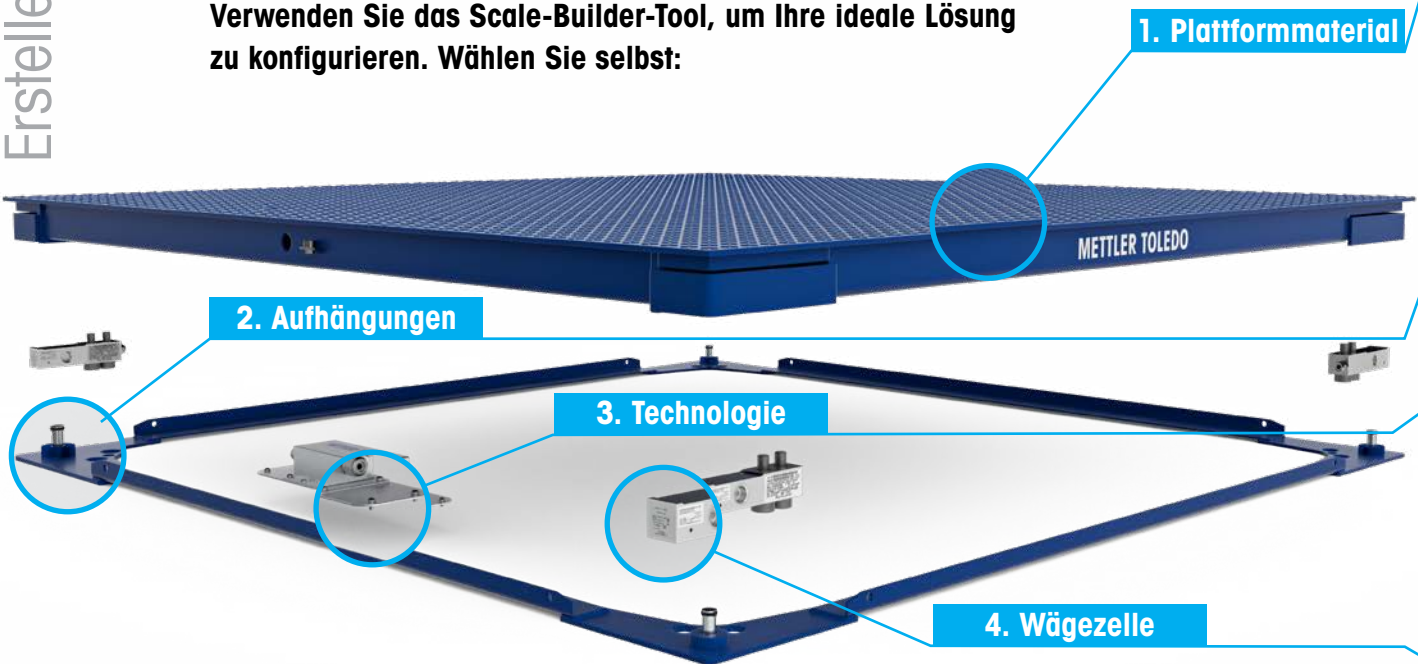 Verwenden Sie das Scale-Builder-Tool, um Ihre ideale Lösung
zu konfigurieren. Wählen Sie selbst:
1. Plattformmaterial
METTLER TOLEDO
2. Aufhängungen
3. Technologie
4. Wägezelle